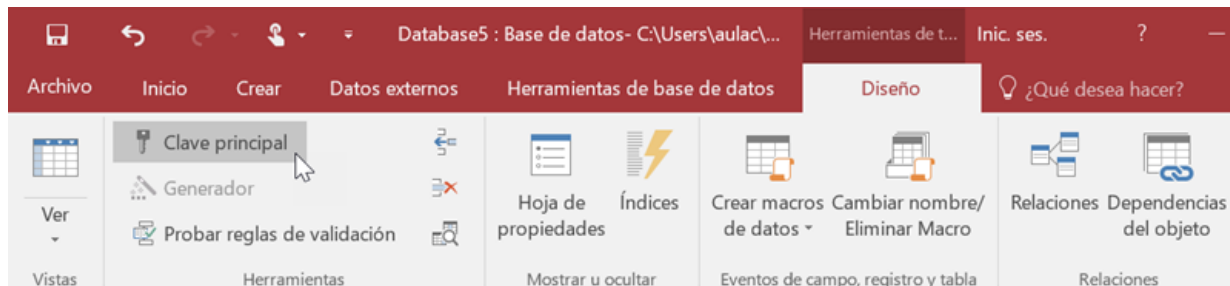 Database5 : Base de datos- C:\Users\aulac\...
Herramientas de t...
Inic. ses.
?
Archivo
Inicio
Crear
Datos externos
Herramientas de base de datos
Diseño
¿Qué desea hacer?
Ver
Clave principal
Generador
Probar reglas de validación
Hoja de
propiedades
Índices
Crear macros
de datos
Cambiar nombre/
Eliminar Macro
Relaciones
Dependencias
del objeto
Vistas
Herramientas
Mostrar u ocultar
Eventos de campo, registro y tabla
Relaciones